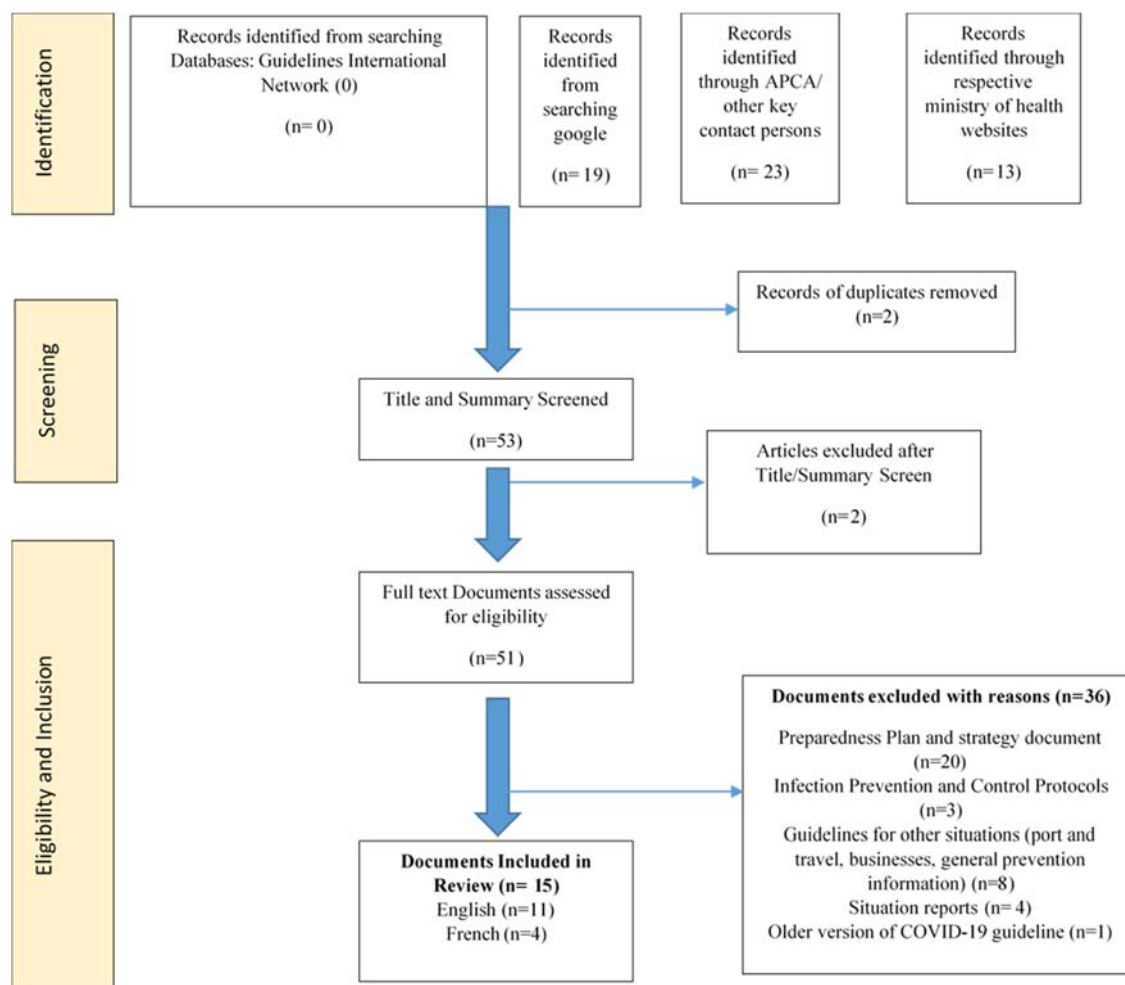 Identification
Records identified from searching
Databases: Guidelines International
Network (0)
(n= 0)
Records
identified
from
searching
google
(n= 19)
Records
identified
through APCA/
other key
contact persons
(n= 23)
Records
identified through
respective
ministry of health
websites
(n=13)
Screening
Records of duplicates removed
(n=2)
Title and Summary Screened
(n=53)
Articles excluded after
Title/Summary Screen
(n=2)
Eligibility and Inclusion
Full text Documents assessed
for eligibility
(n=51)
Documents excluded with reasons (n=36)
Preparedness Plan and strategy document
(n=20)
Infection Prevention and Control Protocols
(n=3)
Guidelines for other situations (port and
travel, businesses, general prevention
information) (n=8)
Situation reports (n= 4)
Older version of COVID-19 guideline (n=1)
Documents Included in
Review (n= 15)
English (n=11)
French (n=4)